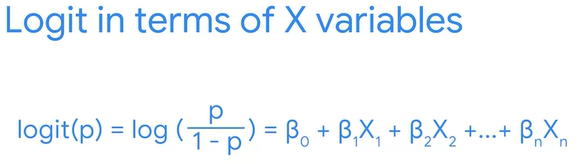 Logit in terms of X variables
logit(p) = log (p / 1 - p) = β₀ + β₁X₁ + β₂X₂ +...+ βₙXₙ